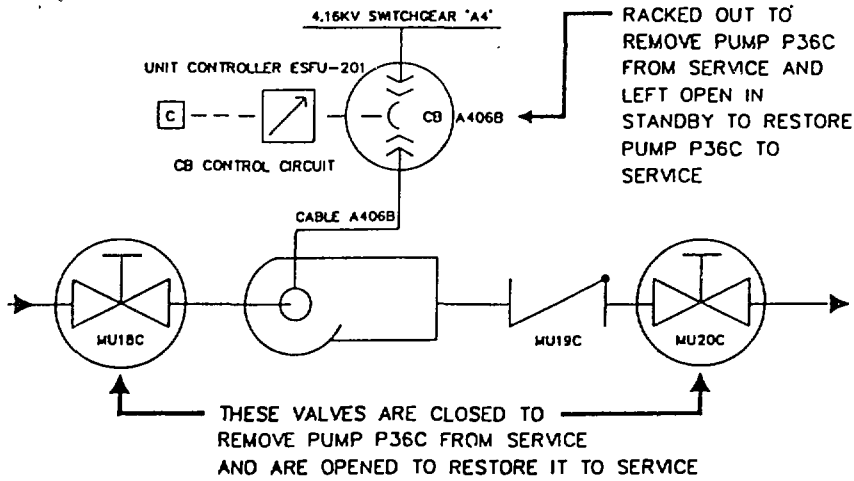 4.16KV SWITCHGEAR "A4"
RACKED OUT TO
REMOVE PUMP P36C
FROM SERVICE AND
LEFT OPEN IN
STANDBY TO RESTORE
PUMP P36C TO
SERVICE
UNIT CONTROLLER ESFU-201
C
CB
A406B
CB CONTROL CIRCUIT
CABLE A406B
MU18C
MU19C
MU20C
THESE VALVES ARE CLOSED TO
REMOVE PUMP P36C FROM SERVICE
AND ARE OPENED TO RESTORE IT TO SERVICE